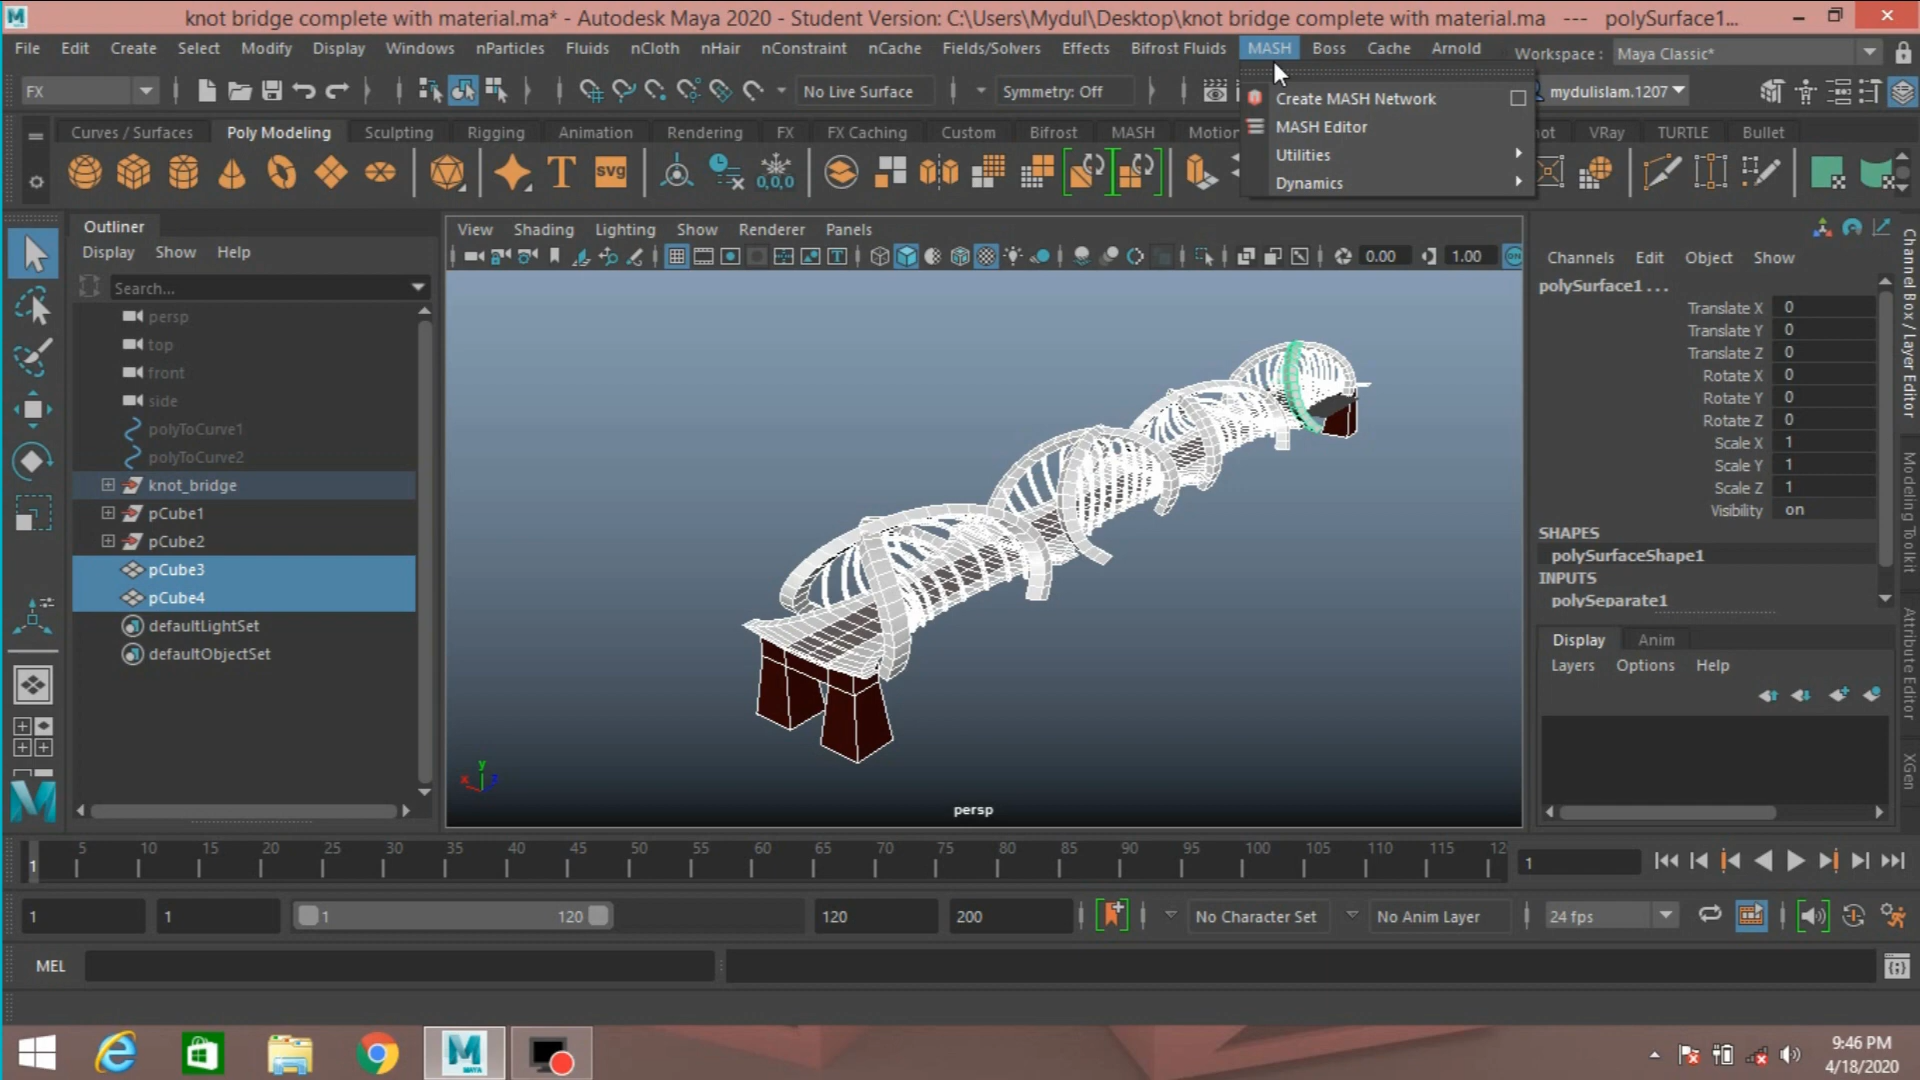 knot bridge complete with material.ma* - Autodesk Maya 2020 - Student Version: C:\Users\Mydul\Desktop\knot bridge complete with material.ma --- polySurface1...
File Edit Create Select Modify Display Windows nParticles Fluids nCloth nHair nConstraint nCache Fields/Solvers Effects Bifrost Fluids MASH Boss Cache Arnold Workspace : Maya Classic*
FX No Live Surface Symmetry: Off mydulislam.1207
Create MASH Network
MASH Editor
Utilities
Dynamics
Curves / Surfaces Poly Modeling Sculpting Rigging Animation Rendering FX FX Caching Custom Bifrost MASH Motion VRay TURTLE Bullet
T SVG 0,0,0
Outliner
Display Show Help
Search...
persp
top
front
side
polyToCurve1
polyToCurve2
knot_bridge
pCube1
pCube2
pCube3
pCube4
defaultLightSet
defaultObjectSet
View Shading Lighting Show Renderer Panels
0.00 1.00
persp
y
x
z
Channels Edit Object Show
polySurface1 ...
Translate X 0
Translate Y 0
Translate Z 0
Rotate X 0
Rotate Y 0
Rotate Z 0
Scale X 1
Scale Y 1
Scale Z 1
Visibility on
SHAPES
polySurfaceShape1
INPUTS
polySeparate1
Display Anim
Layers Options Help
Channel Box / Layer Editor
Modeling Toolkit
Attribute Editor
XGen
5 10 15 20 25 30 35 40 45 50 55 60 65 70 75 80 85 90 95 100 105 110 115 12
1 1
1 1 1 120 120 200 No Character Set No Anim Layer 24 fps
MEL
MAYA
9:46 PM
4/18/2020